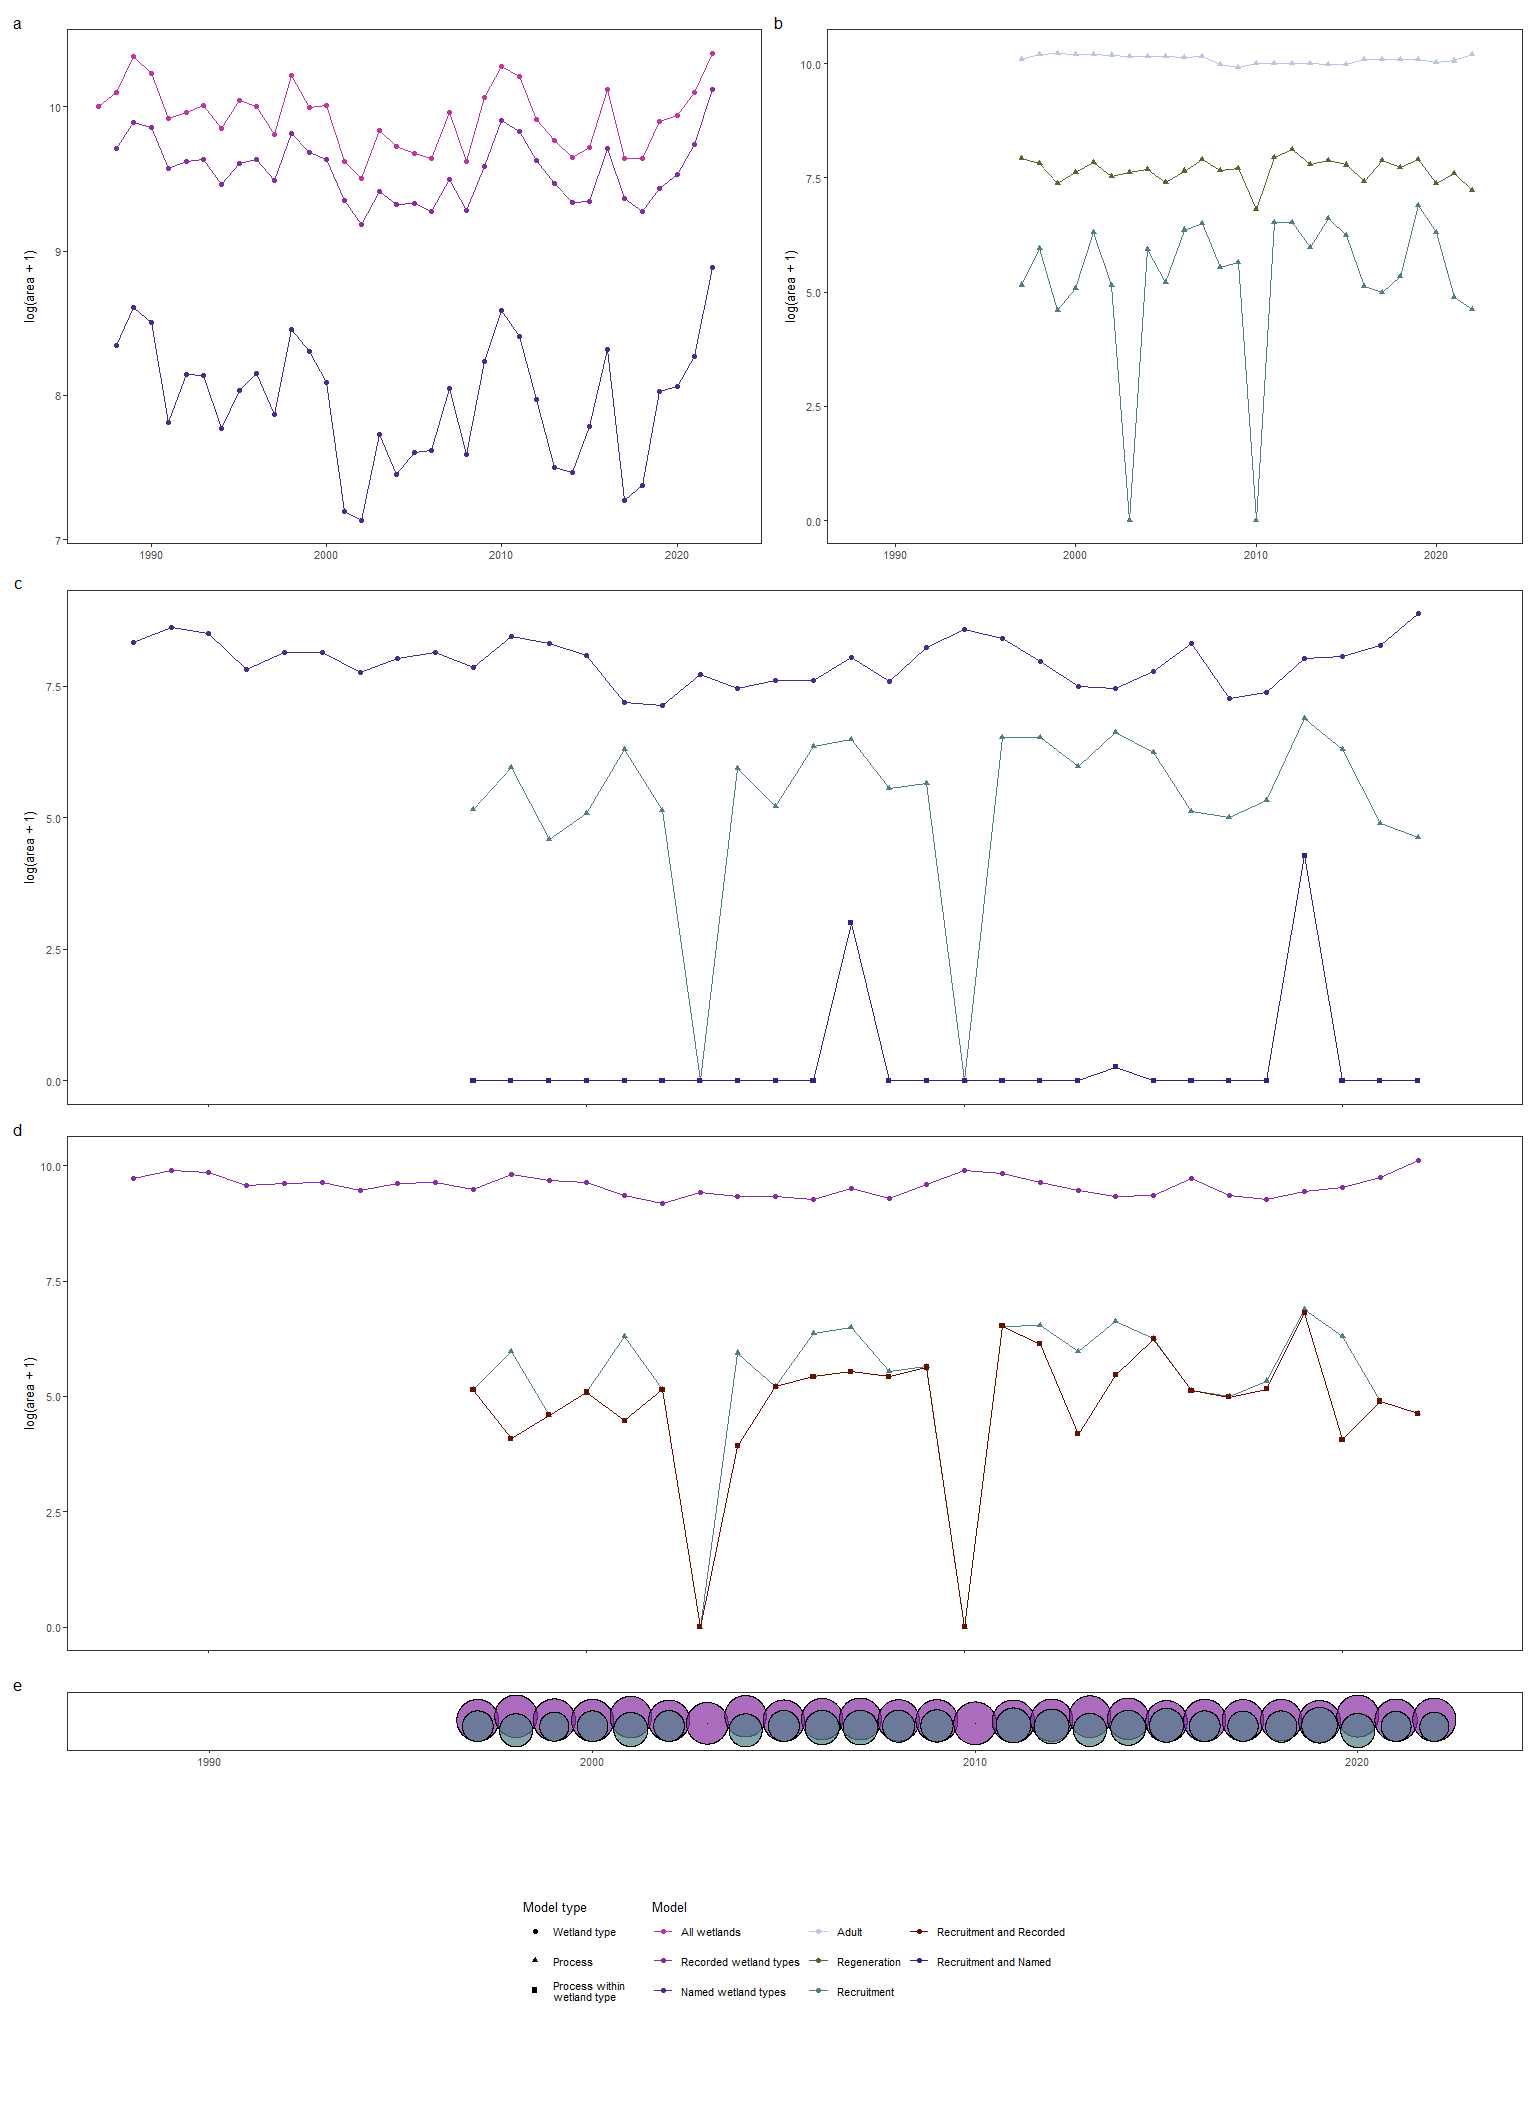 a
b
10
9
8
7
log(area + 1)
1990
2000
2010
2020
10.0
7.5
5.0
2.5
0.0
log(area + 1)
1990
2000
2010
2020
c
7.5
5.0
2.5
0.0
log(area + 1)
d
10.0
7.5
5.0
2.5
0.0
log(area + 1)
e
1990
2000
2010
2020
Model type
Wetland type
Process
Process within
wetland type
Model
All wetlands
Recorded wetland types
Named wetland types
Adult
Regeneration
Recruitment
Recruitment and Recorded
Recruitment and Named